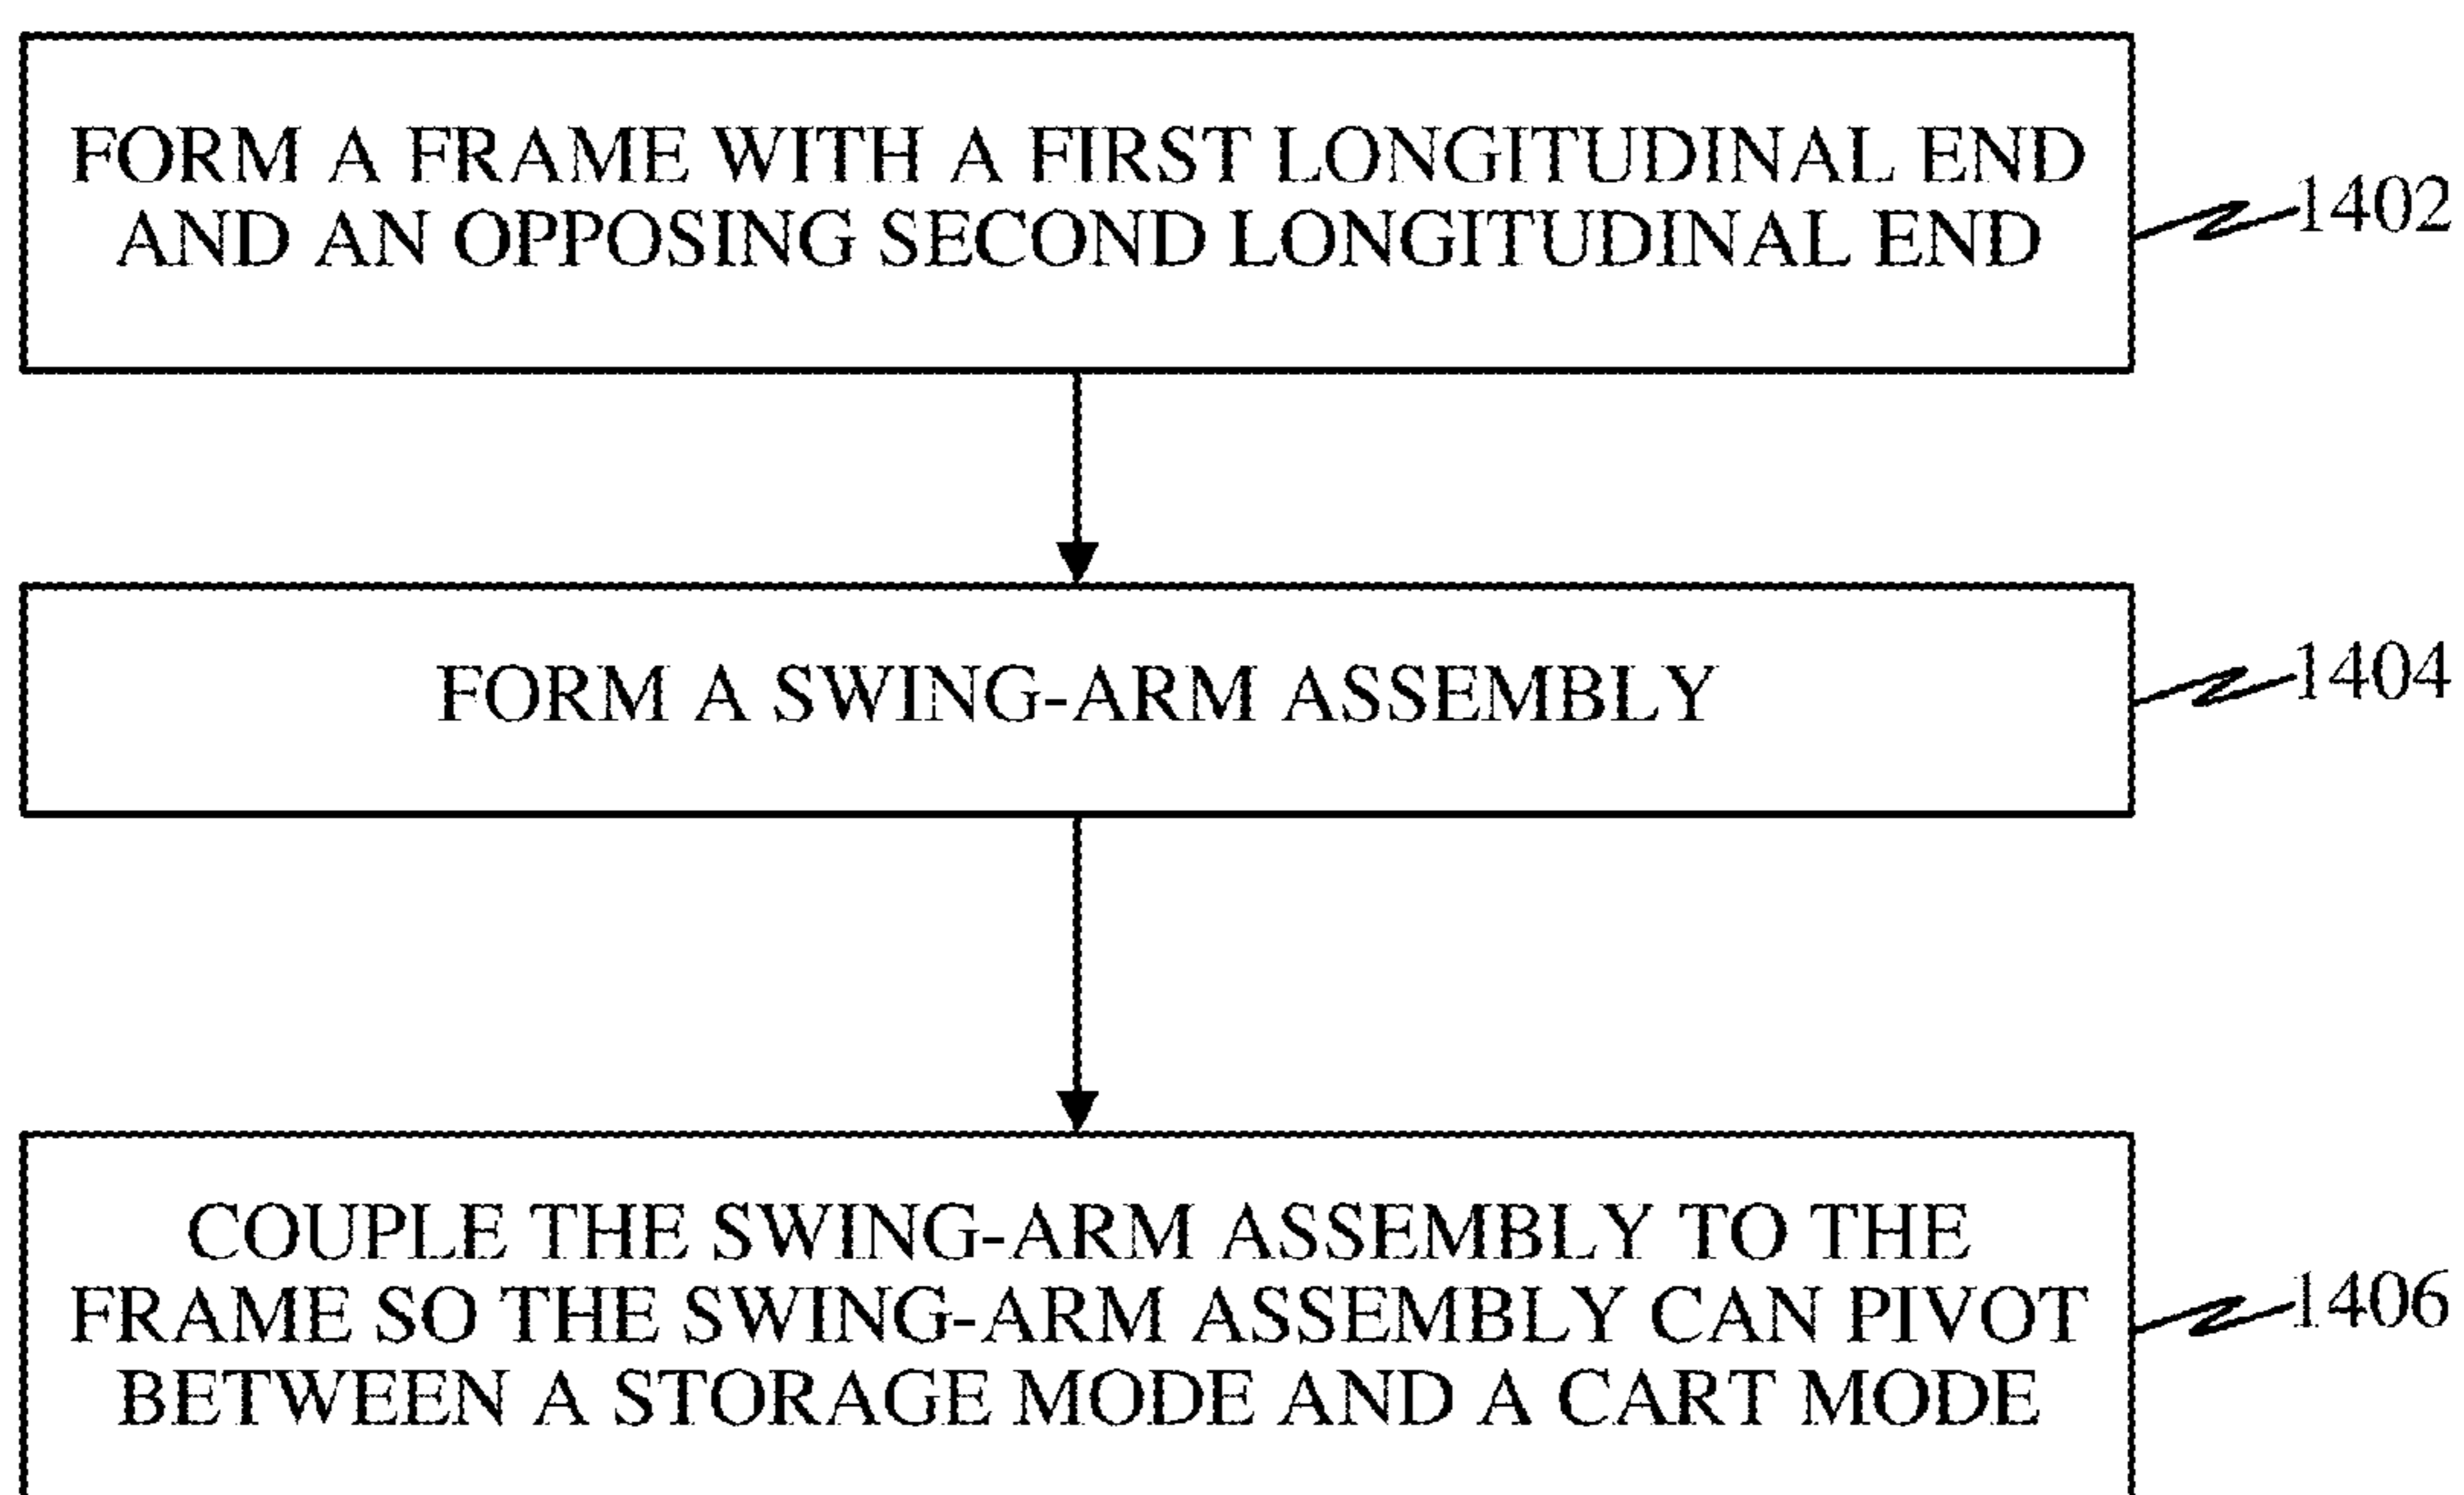 FORM A FRAME WITH A FIRST LONGITUDINAL END
AND AN OPPOSING SECOND LONGITUDINAL END
1402
FORM A SWING-ARM ASSEMBLY
1404
COUPLE THE SWING-ARM ASSEMBLY TO THE
FRAME SO THE SWING-ARM ASSEMBLY CAN PIVOT
BETWEEN A STORAGE MODE AND A CART MODE
1406